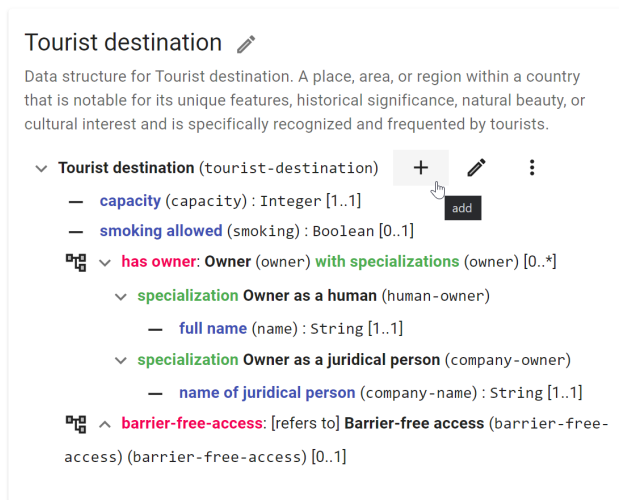 Tourist destination
Data structure for Tourist destination. A place, area, or region within a country
that is notable for its unique features, historical significance, natural beauty, or
cultural interest and is specifically recognized and frequented by tourists.
Tourist destination (tourist-destination)
add
capacity (capacity) : Integer [1..1]
smoking allowed (smoking) : Boolean [0..1]
has owner: Owner (owner) with specializations (owner) [0..*]
specialization Owner as a human (human-owner)
full name (name) : String [1..1]
specialization Owner as a juridical person (company-owner)
name of juridical person (company-name) : String [1..1]
barrier-free-access: [refers to] Barrier-free access (barrier-free-
access) (barrier-free-access) [0..1]